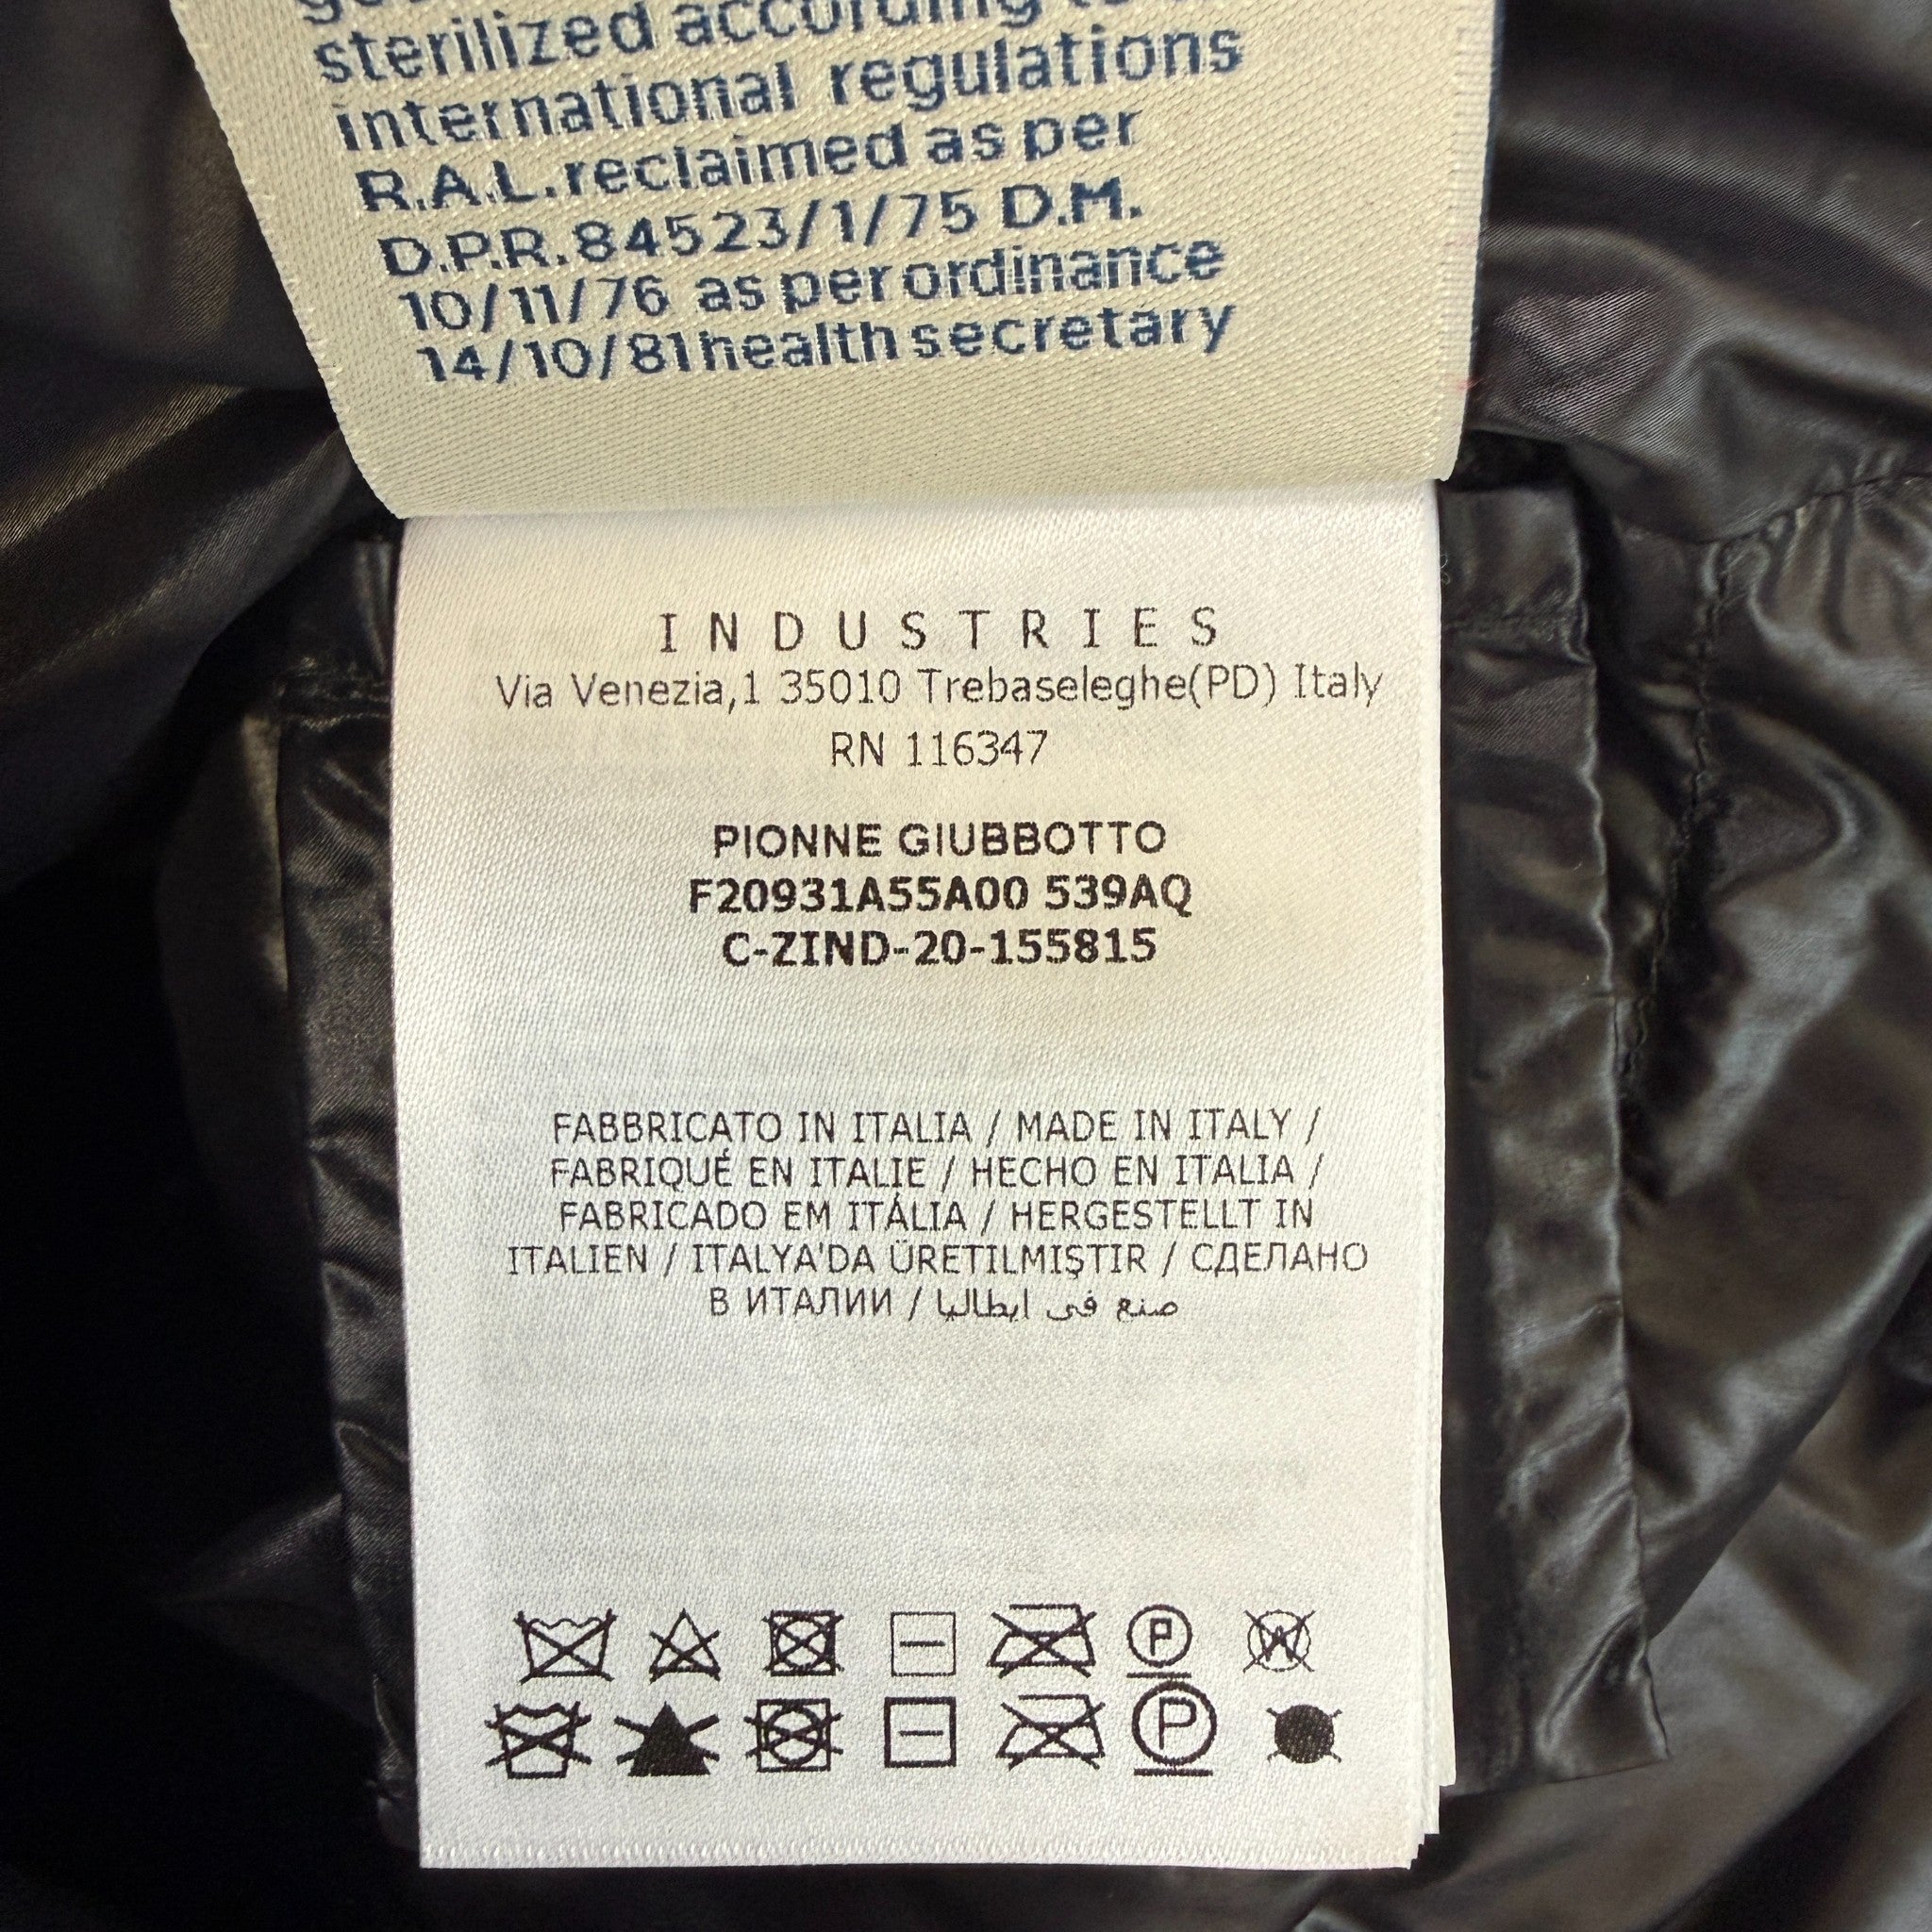 sterilized according to
international regulations
R.A.L. reclaimed as per
D.P.R. 84523/1/75 D.M.
10/11/76 as per ordinance
14/10/81 health secretary
INDUSTRIES
Via Venezia,1 35010 Trebaseleghe(PD) Italy
RN 116347
PIONNE GIUBBOTTO
F20931A55A00 539AQ
C-ZIND-20-155815
FABBRICATO IN ITALIA / MADE IN ITALY /
FABRIQUÉ EN ITALIE / HECHO EN ITALIA /
FABRICADO EM ITÁLIA / HERGESTELLT IN
ITALIEN / ITALYA'DA ÜRETILMIŞTIR / СДЕЛАНО
В ИТАЛИИ / صنع في ايطاليا
P W
P